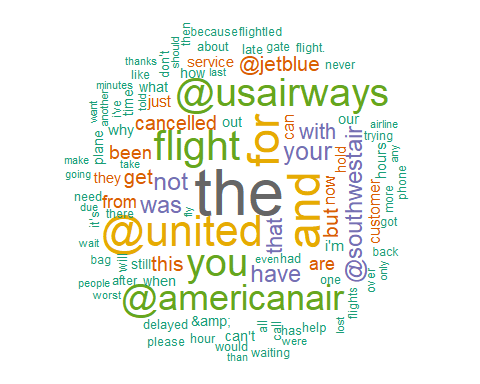 then
should
becauseflightled
don't
about
late
gate
flight.
thanks
like
how
last
service
@jetblue
never
minutes
another
told
times
what
just
@usairways
want
i've
why
cancelled
out
can
with
our
airline
trying
plane
been
flight
for
your
hold
hours
any
phone
make
going
take
they
get
not
the
and
now
but
customer
more
need
due
it's
there
from
was
fly
that
i'm
@southwestair
got
wait
@united
bag
will
still
this
you
even
had
have
are
back
only
over
people
worst
after
when
@americanair
one
flights
lost
delayed
&amp;
please
hour
can't
would
than
all
call
waiting
has
were
help